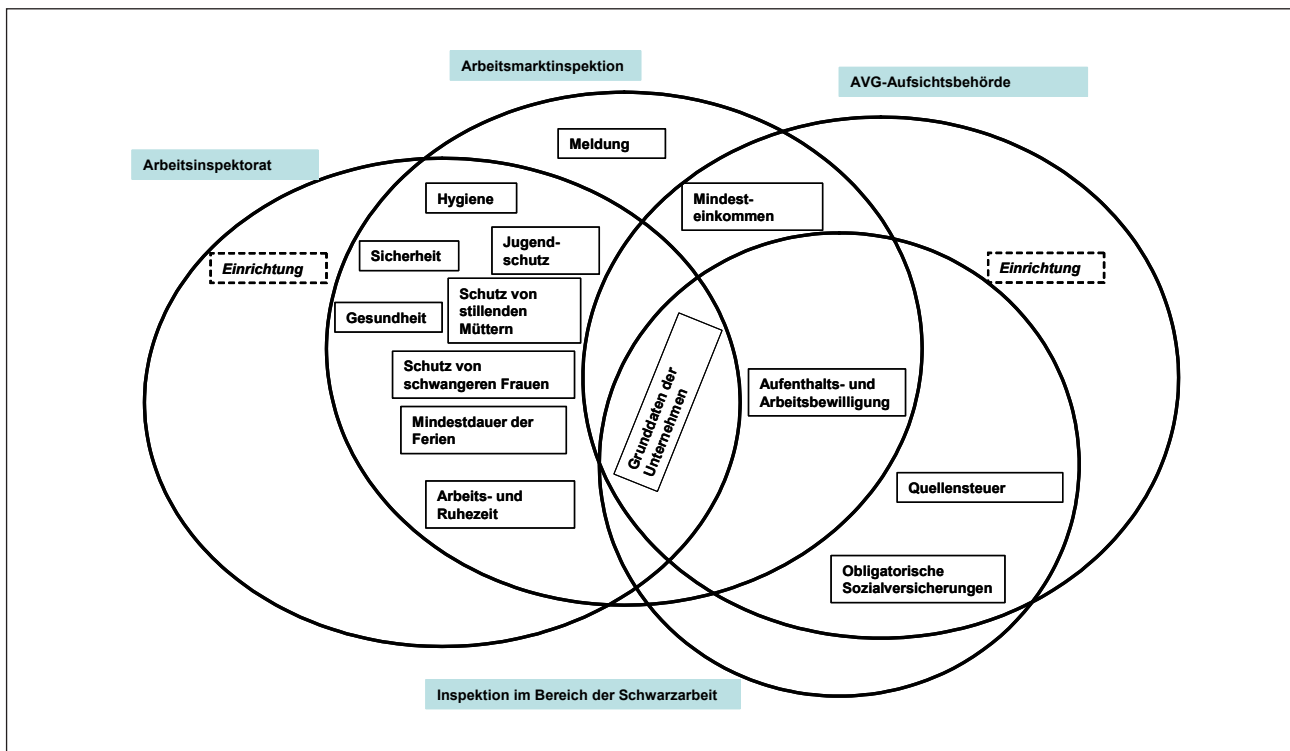 Arbeitsmarktinspektion
AVG-Aufsichtsbehörde
Arbeitsinspektorat
Meldung
Hygiene
Mindest-
einkommen
Sicherheit
Jugend-
schutz
Einrichtung
Einrichtung
Gesundheit
Schutz von
stillenden
Müttern
Schutz von
schwangeren Frauen
Aufenthalts- und
Arbeitsbewilligung
Grunddaten der
Unternehmen
Mindestdauer der
Ferien
Arbeits- und
Ruhezeit
Quellensteuer
Obligatorische
Sozialversicherungen
Inspektion im Bereich der Schwarzarbeit